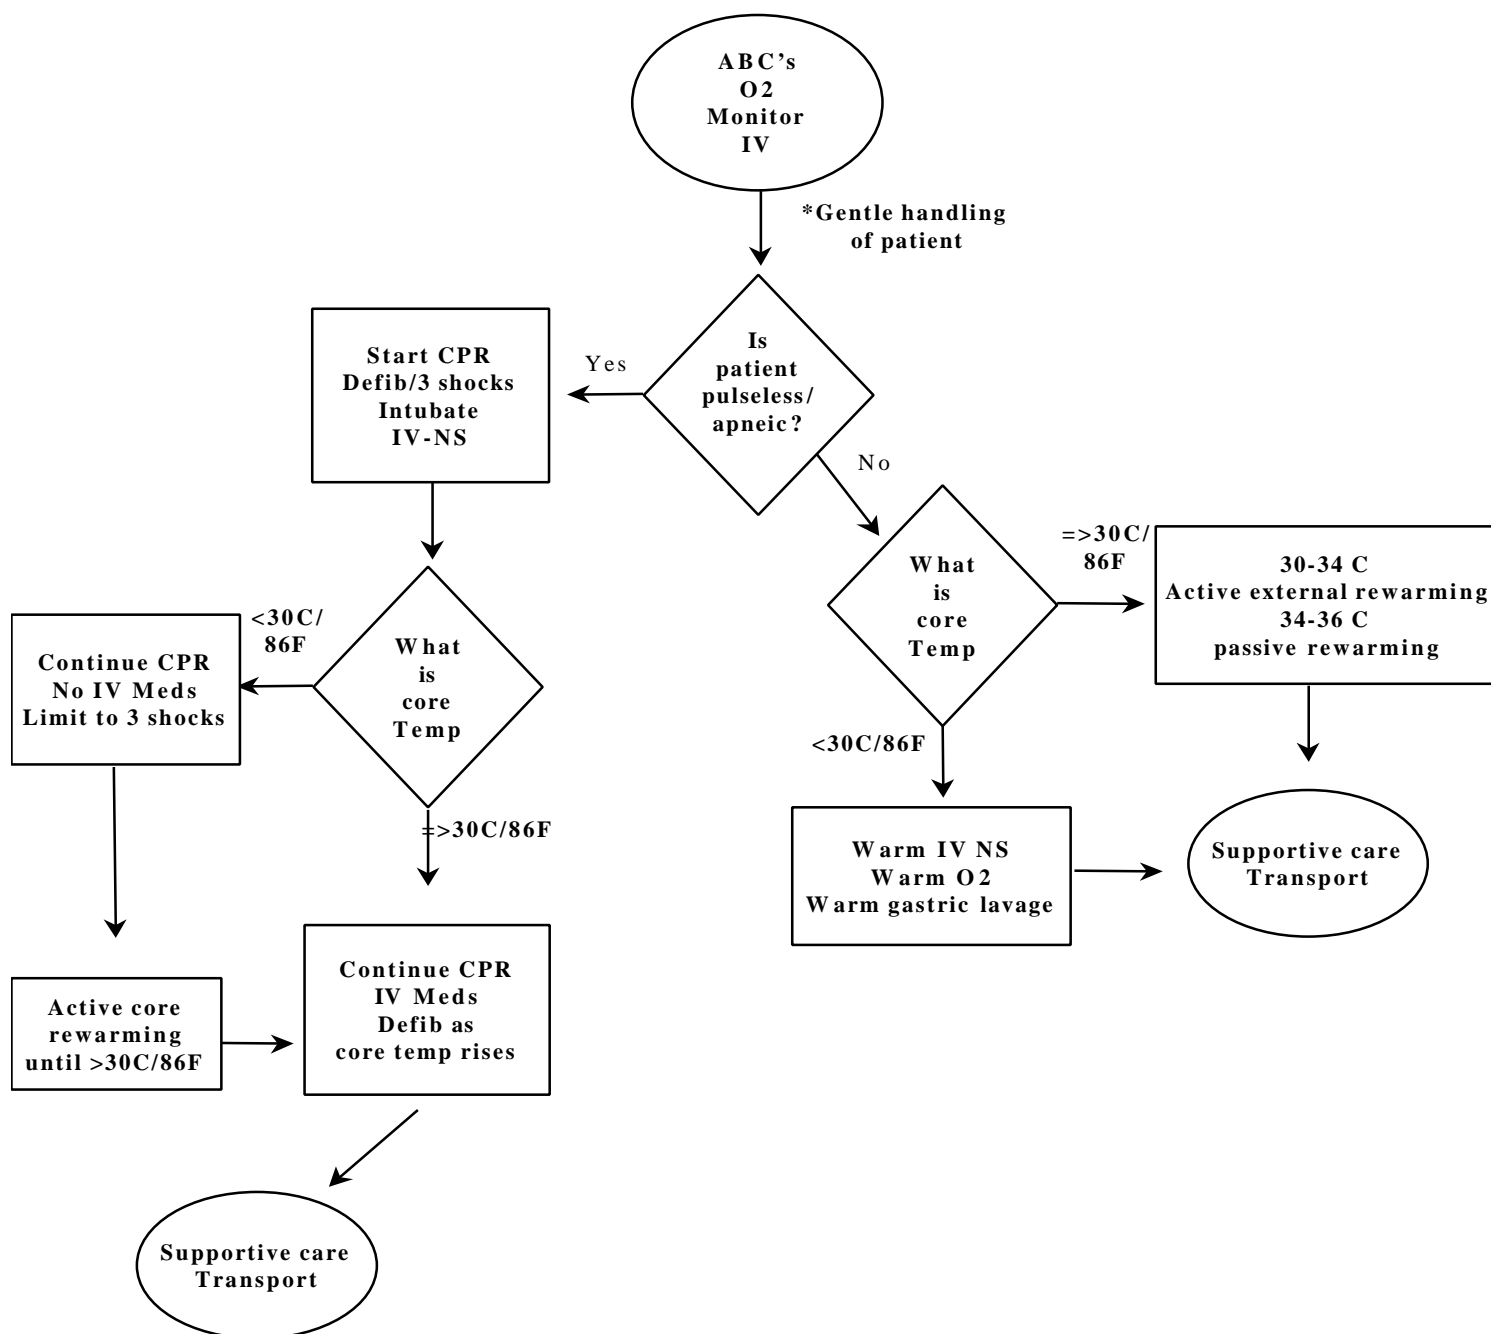 ABC's
O2
Monitor
IV
*Gentle handling
of patient
Is
patient
pulseless/
apneic?
Yes
Start CPR
Defib/3 shocks
Intubate
IV-NS
No
What
is
core
Temp
=>30C/
86F
30-34 C
Active external rewarming
34-36 C
passive rewarming
<30C/
86F
What
is
core
Temp
Continue CPR
No IV Meds
Limit to 3 shocks
<30C/86F
=>30C/86F
Warm IV NS
Warm O2
Warm gastric lavage
Supportive care
Transport
Continue CPR
IV Meds
Defib as
core temp rises
Active core
rewarming
until >30C/86F
Supportive care
Transport